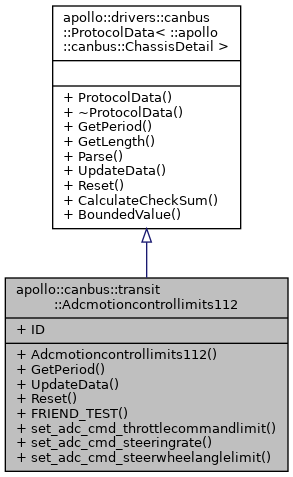 apollo::drivers::canbus
::ProtocolData< ::apollo
::canbus::ChassisDetail >
+ ProtocolData()
+ ~ProtocolData()
+ GetPeriod()
+ GetLength()
+ Parse()
+ UpdateData()
+ Reset()
+ CalculateCheckSum()
+ BoundedValue()
apollo::canbus::transit
::Adcmotioncontrollimits112
+ ID
+ Adcmotioncontrollimits112()
+ GetPeriod()
+ UpdateData()
+ Reset()
+ FRIEND_TEST()
+ set_adc_cmd_throttlecommandlimit()
+ set_adc_cmd_steeringrate()
+ set_adc_cmd_steerwheelanglelimit()